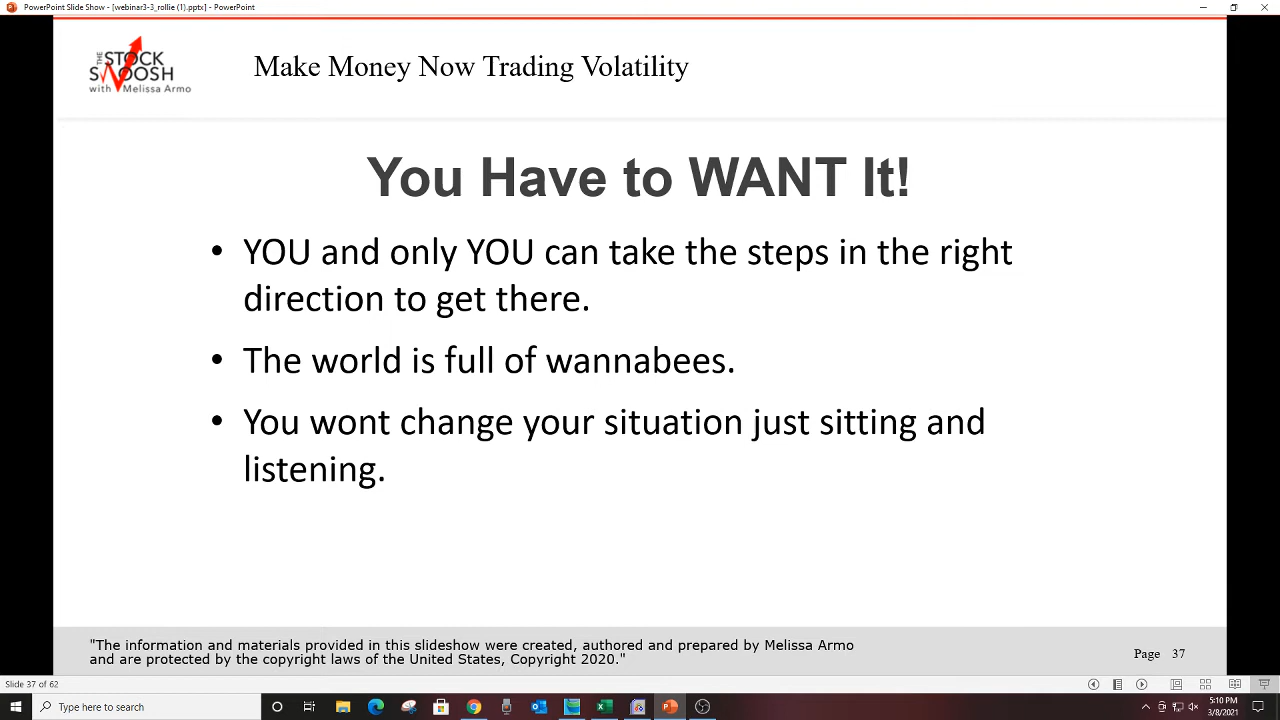 PowerPoint Slide Show - [webinar3-3_rollie (1).pptx] - PowerPoint
THE
STOCK
SWOOSH
with Melissa Armo
Make Money Now Trading Volatility
You Have to WANT It!
• YOU and only YOU can take the steps in the right
direction to get there.
• The world is full of wannabees.
• You wont change your situation just sitting and
listening.
"The information and materials provided in this slideshow were created, authored and prepared by Melissa Armo
and are protected by the copyright laws of the United States, Copyright 2020."
Page 37
Slide 37 of 62
Type here to search
5:10 PM
3/8/2021